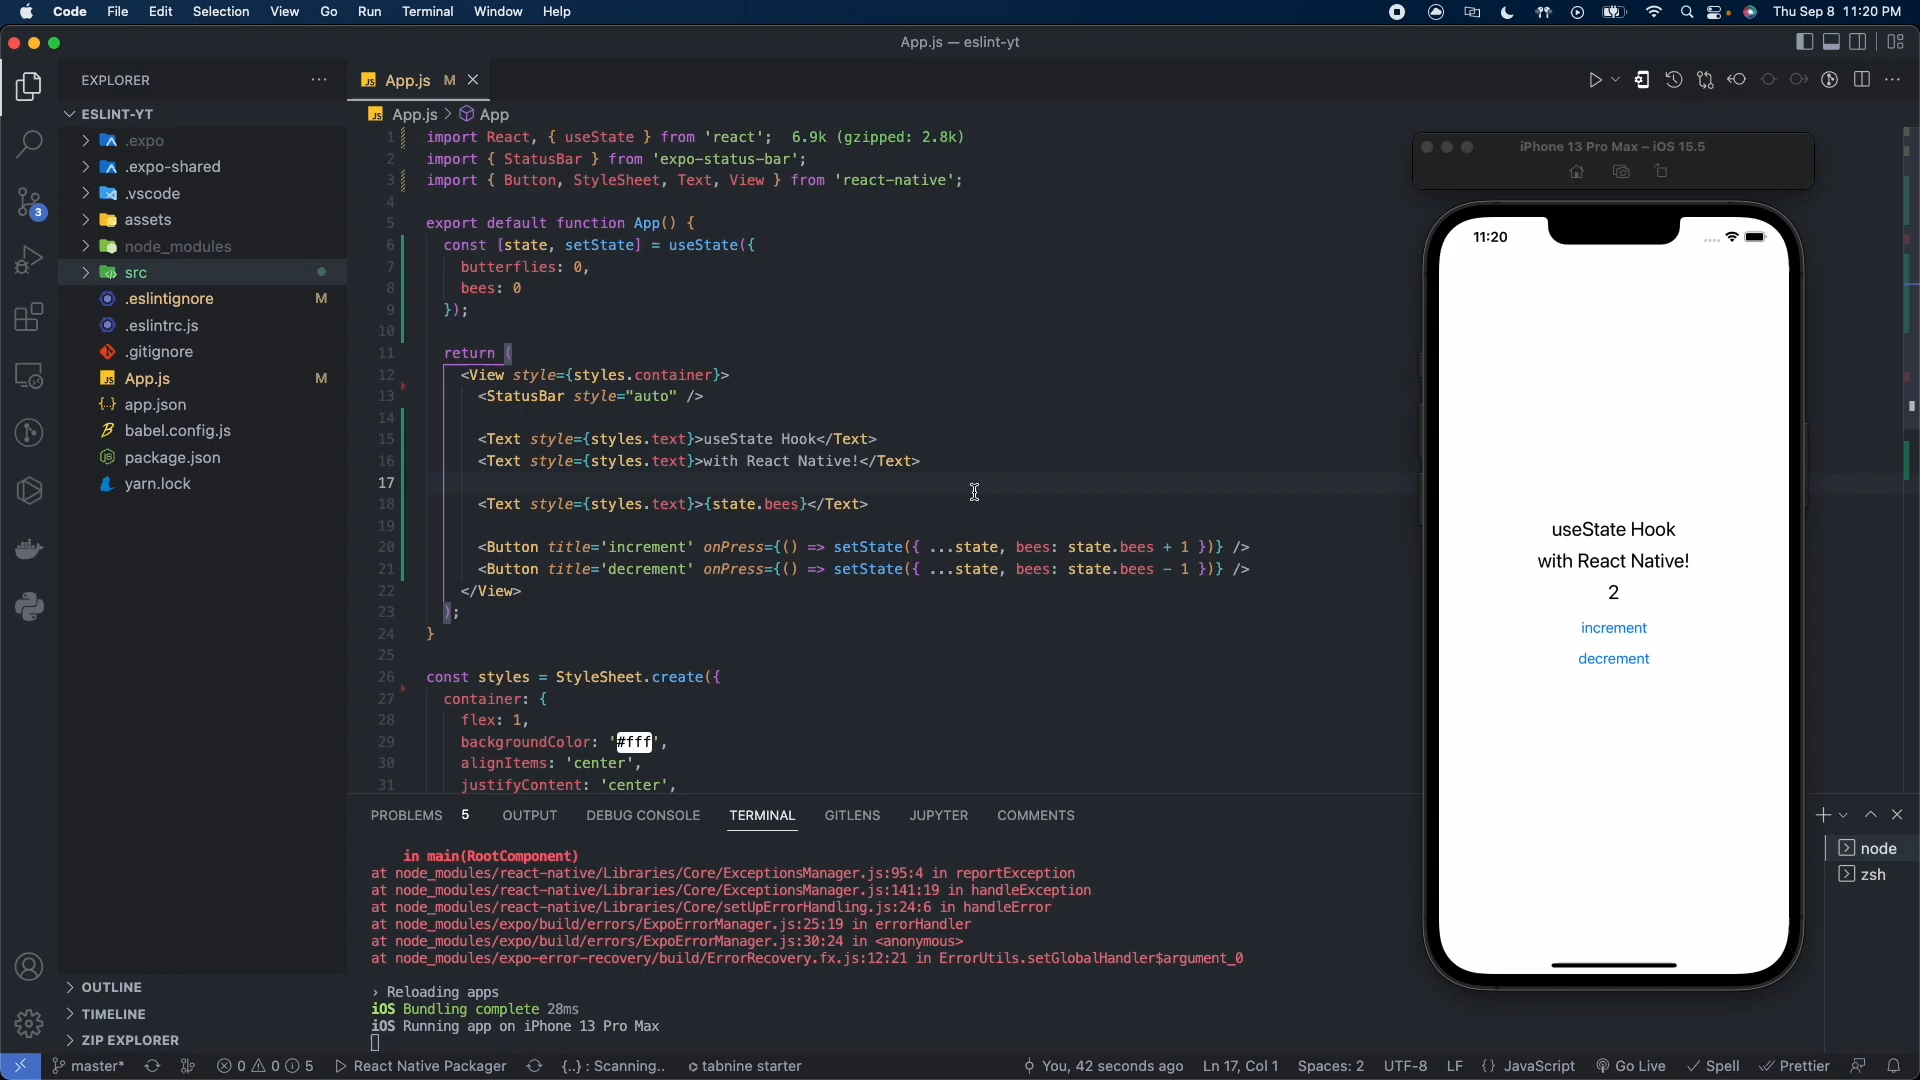 Code File Edit Selection View Go Run Terminal Window Help
Thu Sep 8 11:20 PM
App.js — eslint-yt
EXPLORER
ESLINT-YT
.expo
.expo-shared
.vscode
assets
node_modules
src
.eslintignore M
.eslintrc.js
.gitignore
App.js M
app.json
babel.config.js
package.json
yarn.lock
OUTLINE
TIMELINE
ZIP EXPLORER
3
JS App.js M
JS App.js > App
1 import React, { useState } from 'react'; 6.9k (gzipped: 2.8k)
2 import { StatusBar } from 'expo-status-bar';
3 import { Button, StyleSheet, Text, View } from 'react-native';
4
5 export default function App() {
6 const [state, setState] = useState({
7 butterflies: 0,
8 bees: 0
9 });
10
11 return (
12 <View style={styles.container}>
13 <StatusBar style="auto" />
14
15 <Text style={styles.text}>useState Hook</Text>
16 <Text style={styles.text}>with React Native!</Text>
17
18 <Text style={styles.text}>{state.bees}</Text>
19
20 <Button title='increment' onPress={() => setState({ ...state, bees: state.bees + 1 })} />
21 <Button title='decrement' onPress={() => setState({ ...state, bees: state.bees - 1 })} />
22 </View>
23 );
24 }
25
26 const styles = StyleSheet.create({
27 container: {
28 flex: 1,
29 backgroundColor: '#fff',
30 alignItems: 'center',
31 justifyContent: 'center',
iPhone 13 Pro Max – iOS 15.5
11:20
useState Hook
with React Native!
2
increment
decrement
PROBLEMS 5 OUTPUT DEBUG CONSOLE TERMINAL GITLENS JUPYTER COMMENTS
in main(RootComponent)
at node_modules/react-native/Libraries/Core/ExceptionsManager.js:95:4 in reportException
at node_modules/react-native/Libraries/Core/ExceptionsManager.js:141:19 in handleException
at node_modules/react-native/Libraries/Core/setUpErrorHandling.js:24:6 in handleError
at node_modules/expo/build/errors/ExpoErrorManager.js:25:19 in errorHandler
at node_modules/expo/build/errors/ExpoErrorManager.js:30:24 in <anonymous>
at node_modules/expo-error-recovery/build/ErrorRecovery.fx.js:12:21 in ErrorUtils.setGlobalHandler$argument_0
› Reloading apps
iOS Bundling complete 28ms
iOS Running app on iPhone 13 Pro Max
node
zsh
master* 0 0 5 React Native Packager {..} : Scanning.. tabnine starter You, 42 seconds ago Ln 17, Col 1 Spaces: 2 UTF-8 LF {} JavaScript Go Live Spell Prettier